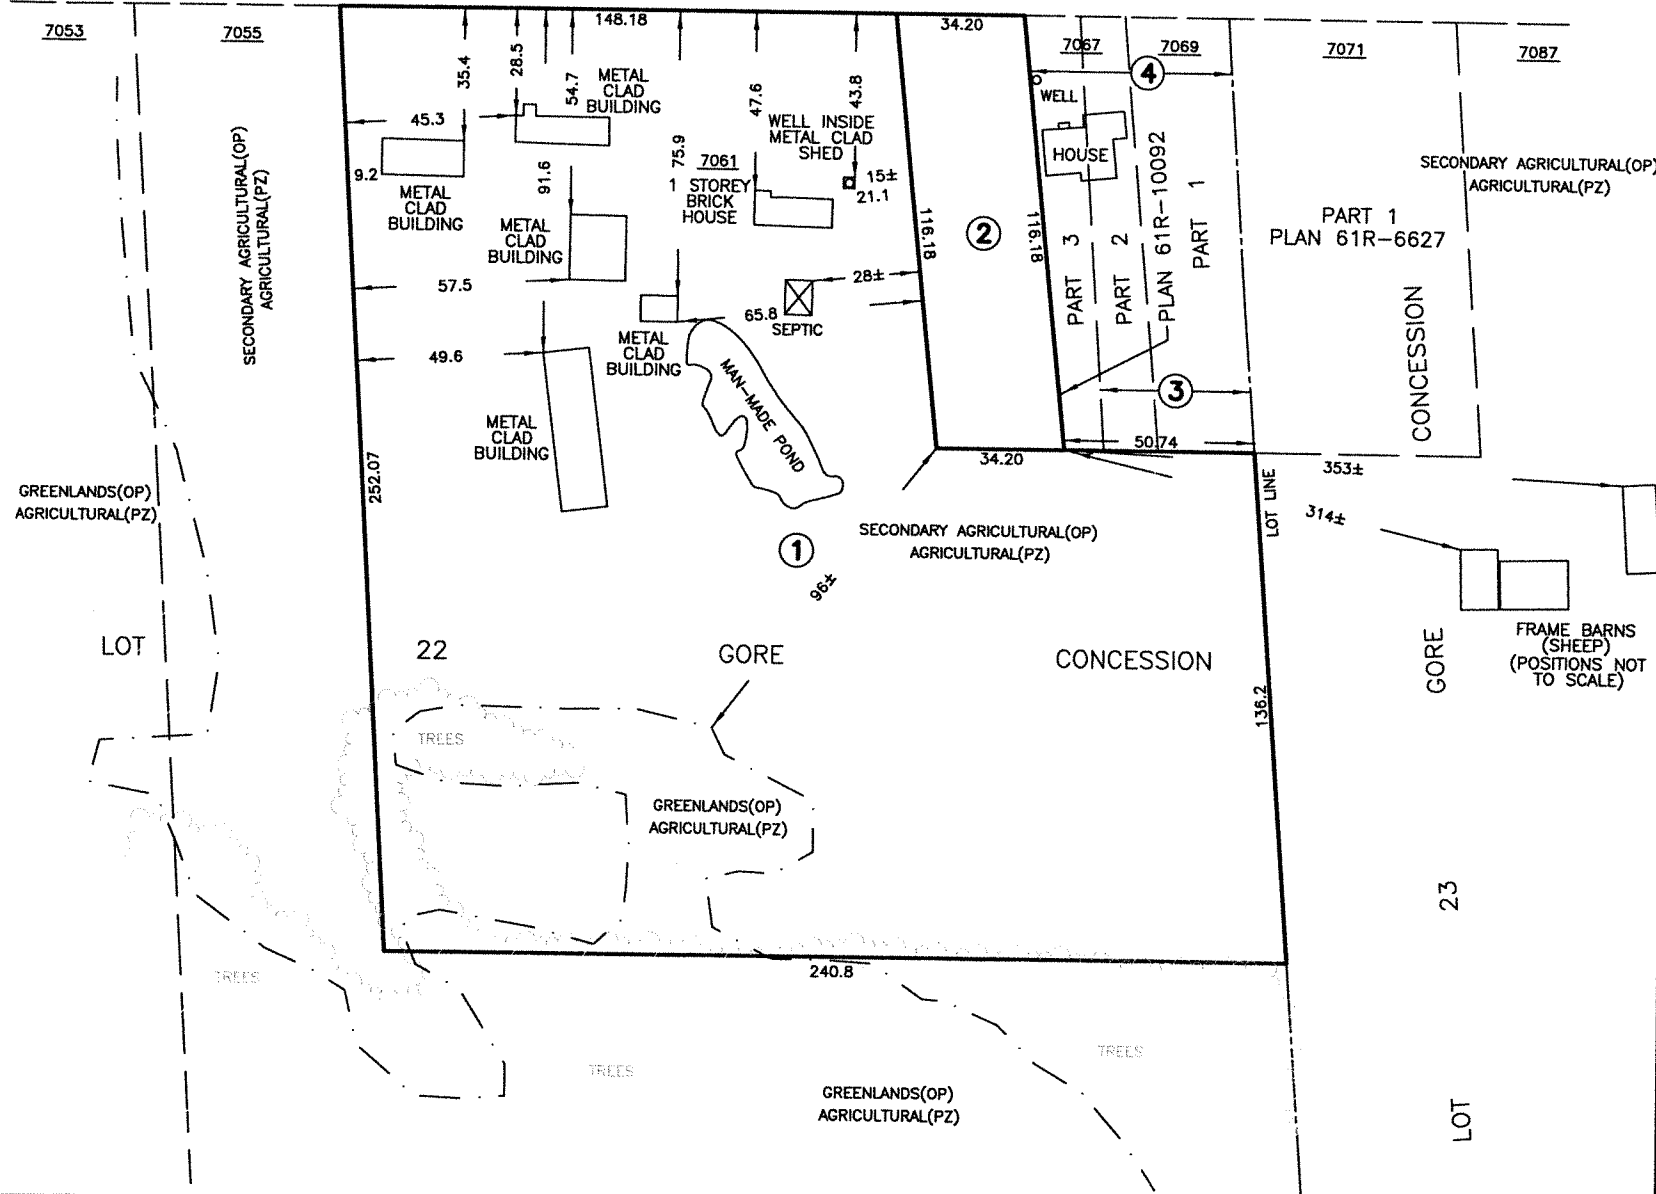 7053
7055
148.18
34.20
7067
7069
7071
7087
35.4
28.5
54.7
METAL
CLAD
BUILDING
47.6
43.8
4
WELL
45.3
WELL INSIDE
METAL CLAD
SHED
75.9
7061
1 STOREY
BRICK
HOUSE
15±
21.1
HOUSE
9.2
91.6
METAL
CLAD
BUILDING
SECONDARY AGRICULTURAL(OP)
AGRICULTURAL(PZ)
METAL
CLAD
BUILDING
116.18
2
116.18
PART 3
PART 2
PLAN 61R-10092
PART 1
PART 1
PLAN 61R-6627
SECONDARY AGRICULTURAL(OP)
AGRICULTURAL(PZ)
57.5
28±
65.8
SEPTIC
METAL
CLAD
BUILDING
49.6
MAN-MADE POND
3
CONCESSION
METAL
CLAD
BUILDING
50.74
34.20
353±
252.07
GREENLANDS(OP)
AGRICULTURAL(PZ)
LOT LINE
314±
1
SECONDARY AGRICULTURAL(OP)
AGRICULTURAL(PZ)
96±
LOT
22
GORE
CONCESSION
GORE
FRAME BARNS
(SHEEP)
(POSITIONS NOT
TO SCALE)
136.2
TREES
GREENLANDS(OP)
AGRICULTURAL(PZ)
23
TREES
240.8
TREES
TREES
GREENLANDS(OP)
AGRICULTURAL(PZ)
LOT